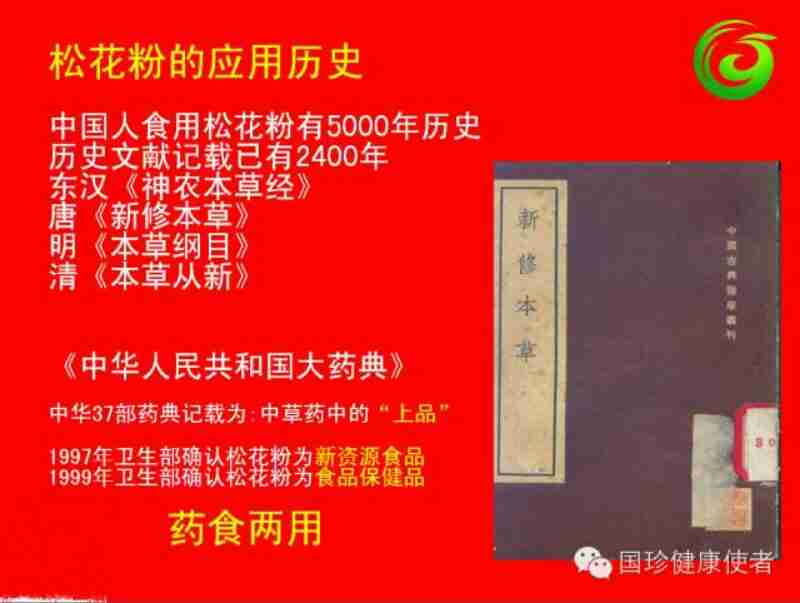 松花粉的应用历史
中国人食用松花粉有5000年历史
历史文献记载已有2400年
东汉《神农本草经》
唐《新修本草》
明《本草纲目》
清《本草从新》
《中华人民共和国大药典》
中华37部药典记载为:中草药中的“上品”
1997年卫生部确认松花粉为新资源食品
1999年卫生部确认松花粉为食品保健品
药食两用
新修本草
中國古典醫學叢刊
国珍健康使者